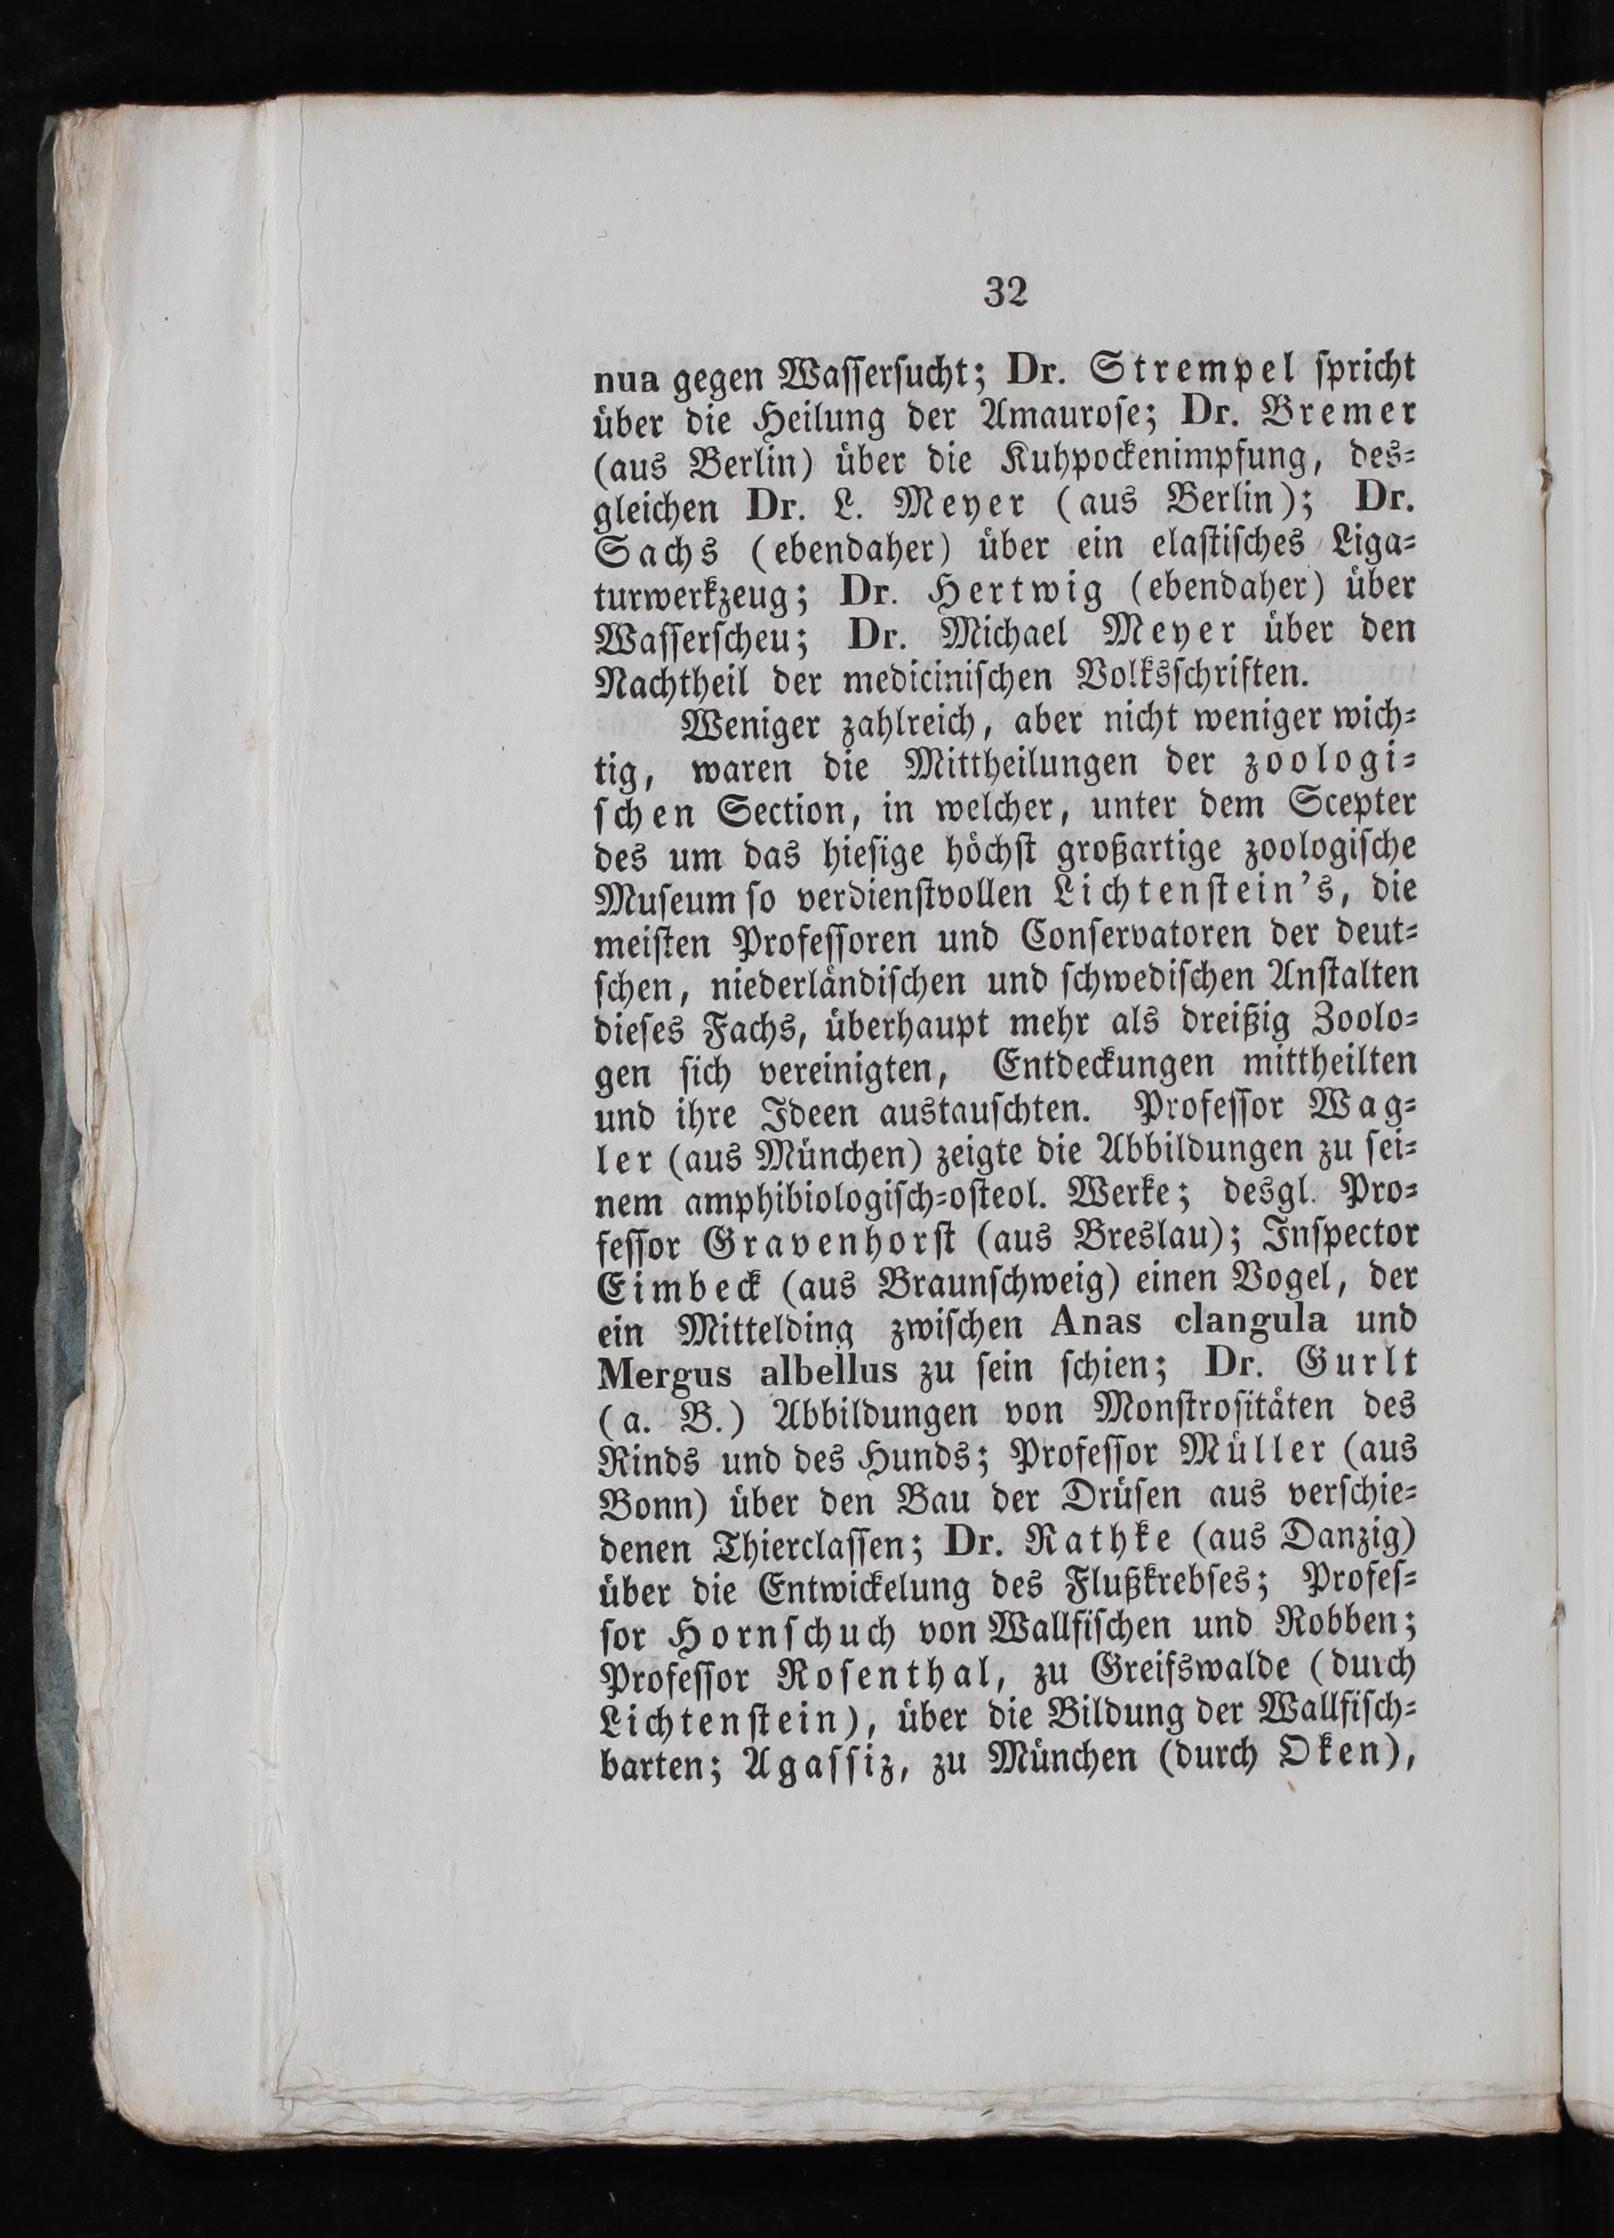 32
nua gegen Waſſerſucht; Dr. Strempel ſpricht
über die Heilung der Amauroſe; Dr. Bremer
(aus Berlin) über die Kuhpockenimpfung, des⸗
gleichen Dr. L. Meyer (aus Berlin); Dr.
Sachs (ebendaher) über ein elaſtiſches Liga⸗
turwerkzeug; Dr. Hertwig (ebendaher) über
Waſſerſcheu; Dr. Michael Meyer über den
Nachtheil der mediciniſchen Volksſchriften.
Weniger zahlreich, aber nicht weniger wich⸗
tig, waren die Mittheilungen der zoologi⸗
ſchen Section, in welcher, unter dem Scepter
des um das hieſige höchſt großartige zoologiſche
Muſeum ſo verdienſtvollen Lichtenſtein's, die
meiſten Profeſſoren und Conſervatoren der deut⸗
ſchen, niederländiſchen und ſchwediſchen Anſtalten
dieſes Fachs, überhaupt mehr als dreißig Zoolo⸗
gen ſich vereinigten, Entdeckungen mittheilten
und ihre Ideen austauſchten. Profeſſor Wag⸗
ler (aus München) zeigte die Abbildungen zu ſei⸗
nem amphibiologiſch⸗oſteol. Werke; desgl. Pro⸗
feſſor Gravenhorſt (aus Breslau); Inſpector
Eimbeck (aus Braunſchweig) einen Vogel, der
ein Mittelding zwiſchen Anas clangula und
Mergus albellus zu ſein ſchien; Dr. Gurlt
(a. B.) Abbildungen von Monſtroſitäten des
Rinds und des Hunds; Profeſſor Müller (aus
Bonn) über den Bau der Drüſen aus verſchie⸗
denen Thierclaſſen; Dr. Rathke (aus Danzig)
über die Entwickelung des Flußkrebſes; Profeſ⸗
ſor Hornſchuch von Wallfiſchen und Robben;
Profeſſor Roſenthal, zu Greifswalde (durch
Lichtenſtein), über die Bildung der Wallfiſch⸗
barten; Agaſſiz, zu München (durch Oken),